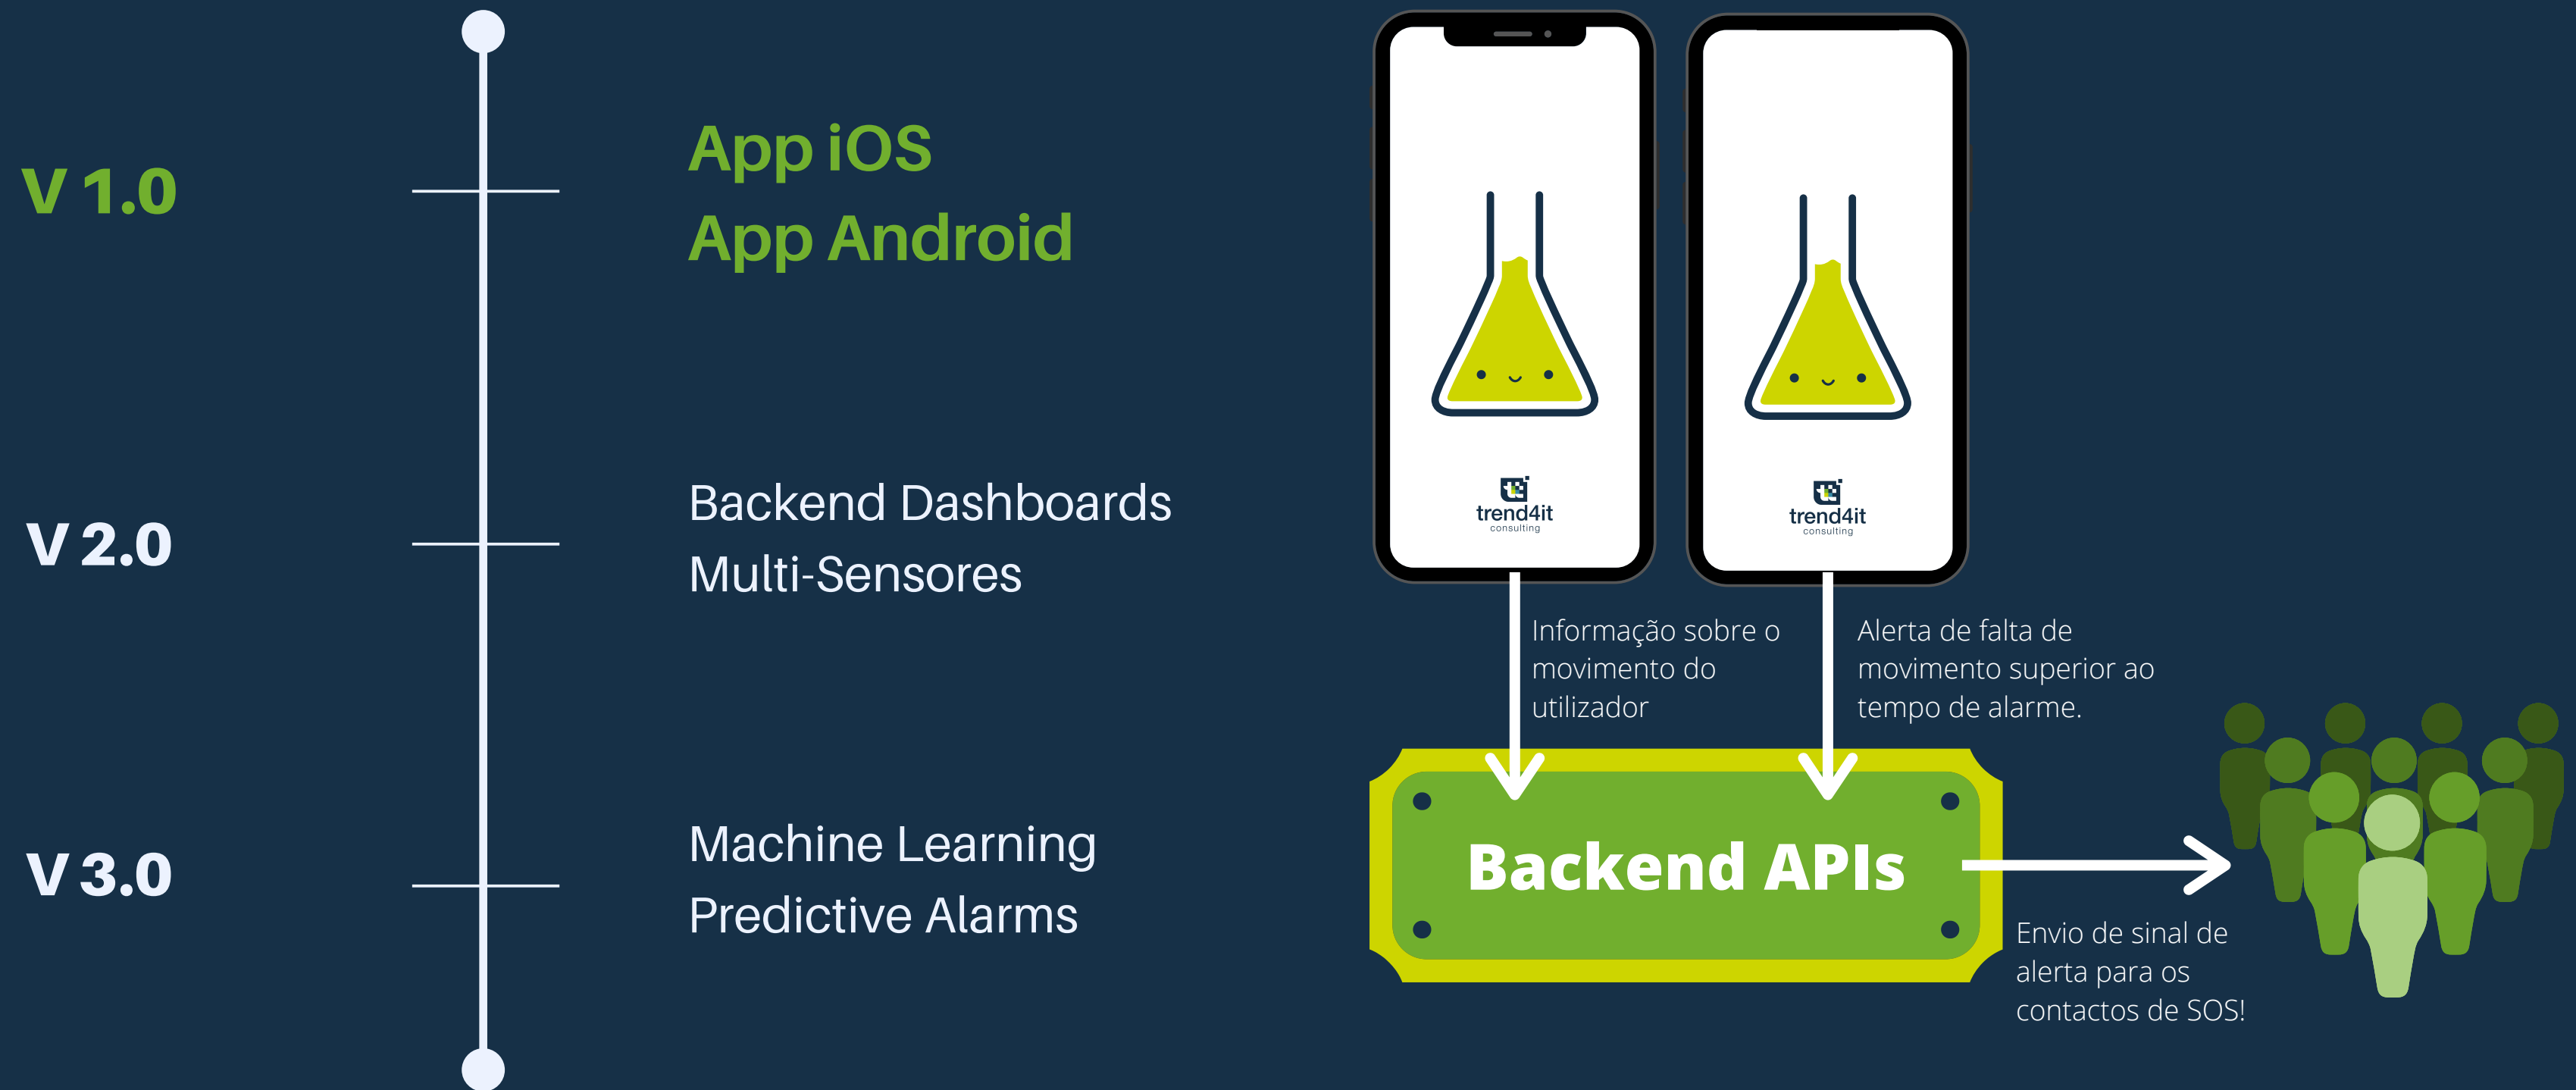 V 1.0
App iOS
App Android
V 2.0
Backend Dashboards
Multi-Sensores
V 3.0
Machine Learning
Predictive Alarms
trend4it
consulting
trend4it
consulting
Informação sobre o
movimento do
utilizador
Alerta de falta de
movimento superior ao
tempo de alarme.
Backend APIs
Envio de sinal de
alerta para os
contactos de SOS!